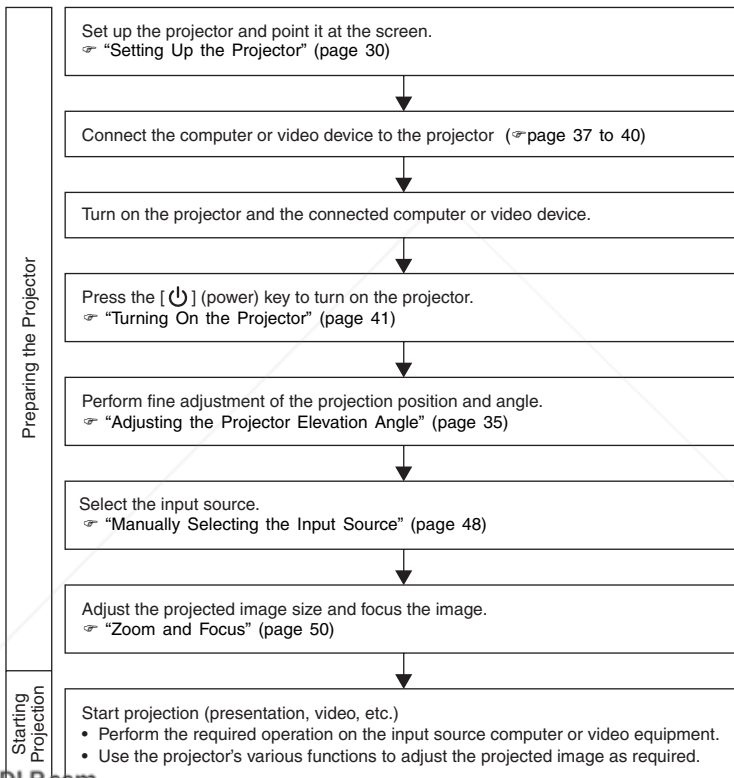 Preparing the Projector
Set up the projector and point it at the screen.
☞ “Setting Up the Projector” (page 30)
Connect the computer or video device to the projector (☞page 37 to 40)
Turn on the projector and the connected computer or video device.
Press the [⏻] (power) key to turn on the projector.
☞ “Turning On the Projector” (page 41)
Perform fine adjustment of the projection position and angle.
☞ “Adjusting the Projector Elevation Angle” (page 35)
Select the input source.
☞ “Manually Selecting the Input Source” (page 48)
Adjust the projected image size and focus the image.
☞ “Zoom and Focus” (page 50)
Starting
Projection
Start projection (presentation, video, etc.)
• Perform the required operation on the input source computer or video equipment.
• Use the projector’s various functions to adjust the projected image as required.